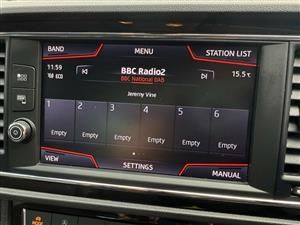 BAND MENU STATION LIST
11:59 BBC Radio2 15.5°C
BBC National DAB
Jeremy Vine
1 2 3 4 5 6
Empty Empty Empty Empty Empty Empty
VIEW SETTINGS MANUAL